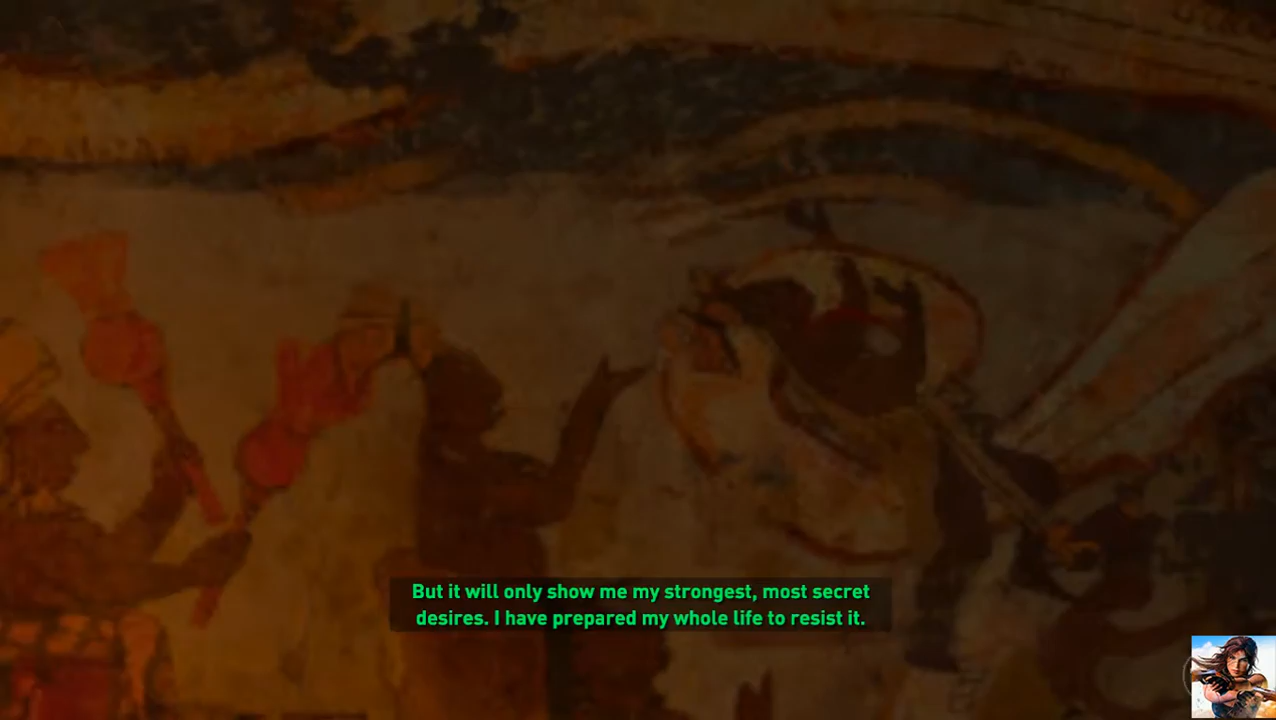 But it will only show me my strongest, most secret
desires. I have prepared my whole life to resist it.